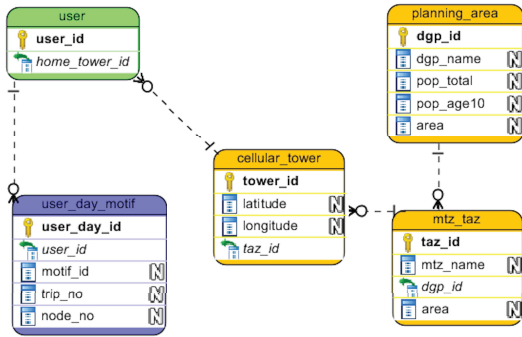 user
user_id
home_tower_id
planning_area
dgp_id
dgp_name N
pop_total N
pop_age10 N
area N
cellular_tower
tower_id
latitude N
longitude N
taz_id
user_day_motif
user_day_id
user_id
motif_id N
trip_no N
node_no N
mtz_taz
taz_id
mtz_name N
dgp_id
area N